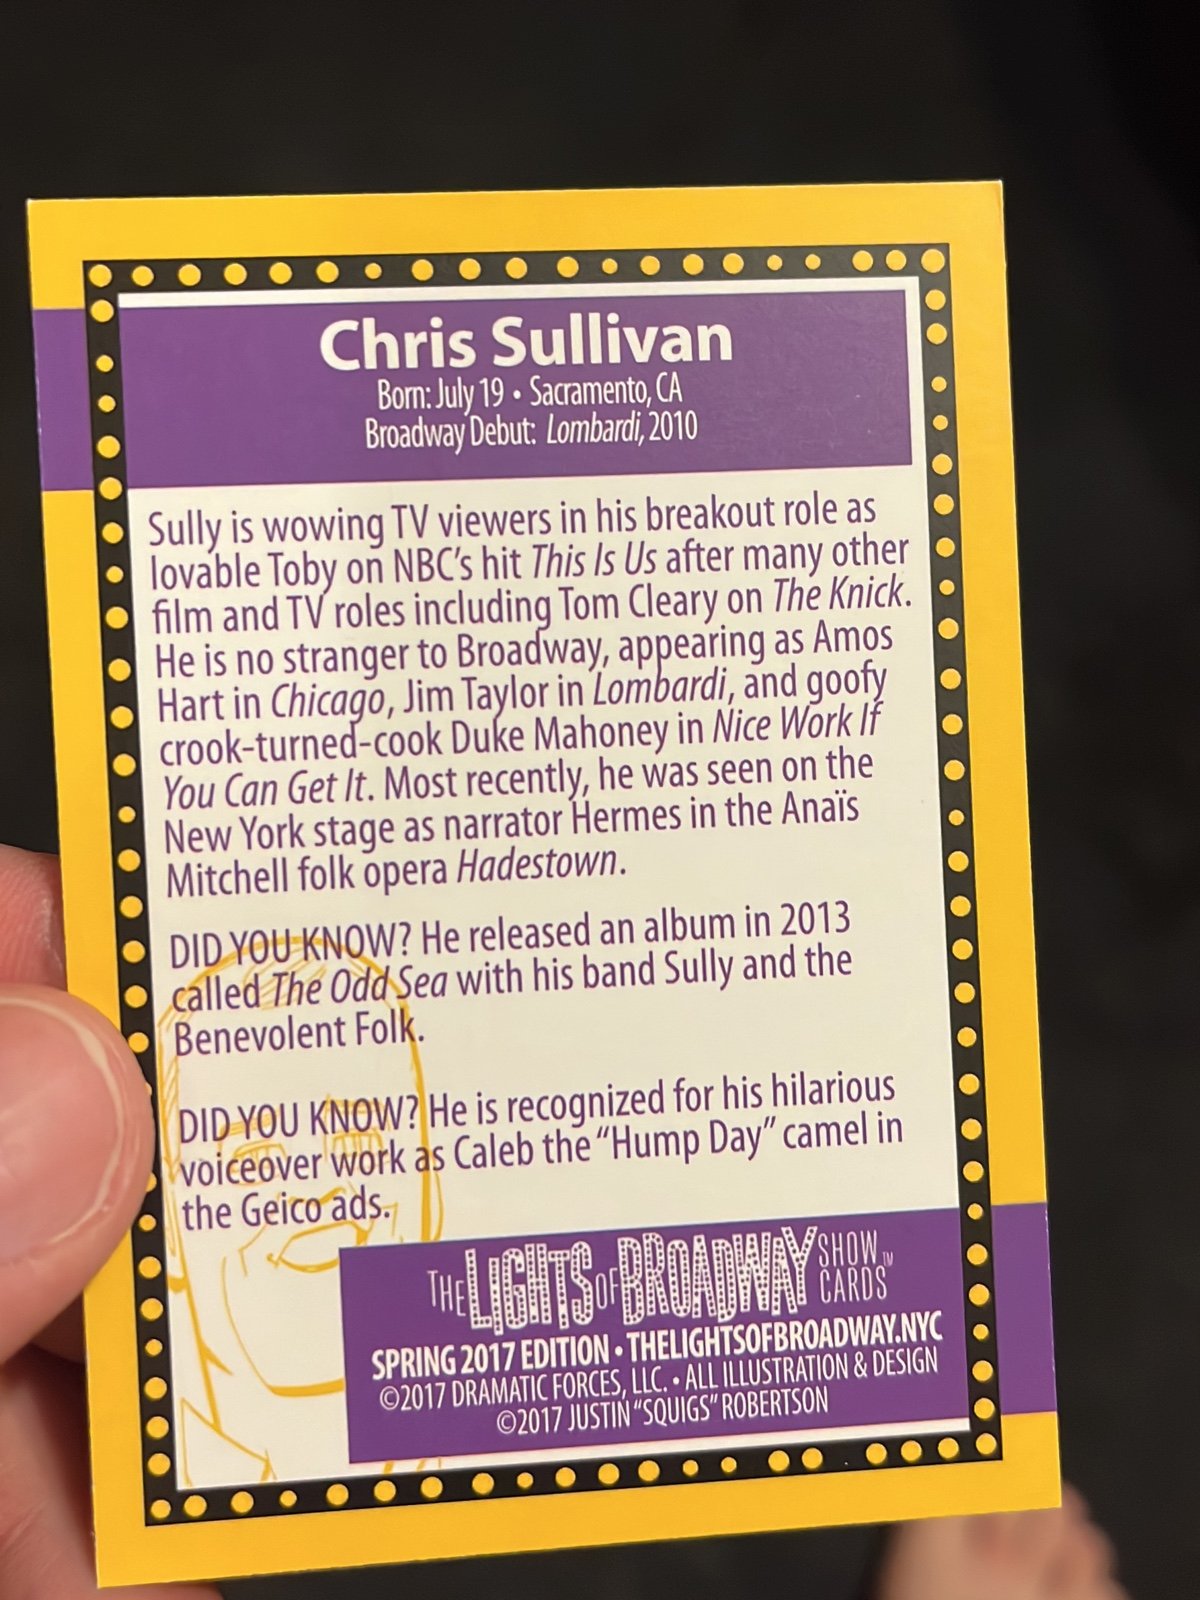 Chris Sullivan
Born: July 19 • Sacramento, CA
Broadway Debut: Lombardi, 2010
Sully is wowing TV viewers in his breakout role as
lovable Toby on NBC's hit This Is Us after many other
film and TV roles including Tom Cleary on The Knick.
He is no stranger to Broadway, appearing as Amos
Hart in Chicago, Jim Taylor in Lombardi, and goofy
crook-turned-cook Duke Mahoney in Nice Work If
You Can Get It. Most recently, he was seen on the
New York stage as narrator Hermes in the Anaïs
Mitchell folk opera Hadestown.
DID YOU KNOW? He released an album in 2013
called The Odd Sea with his band Sully and the
Benevolent Folk.
DID YOU KNOW? He is recognized for his hilarious
voiceover work as Caleb the “Hump Day” camel in
the Geico ads.
THE LIGHTS OF BROADWAY SHOW CARDS™
SPRING 2017 EDITION • THELIGHTSOFBROADWAY.NYC
©2017 DRAMATIC FORCES, LLC. • ALL ILLUSTRATION & DESIGN
©2017 JUSTIN “SQUIGS” ROBERTSON